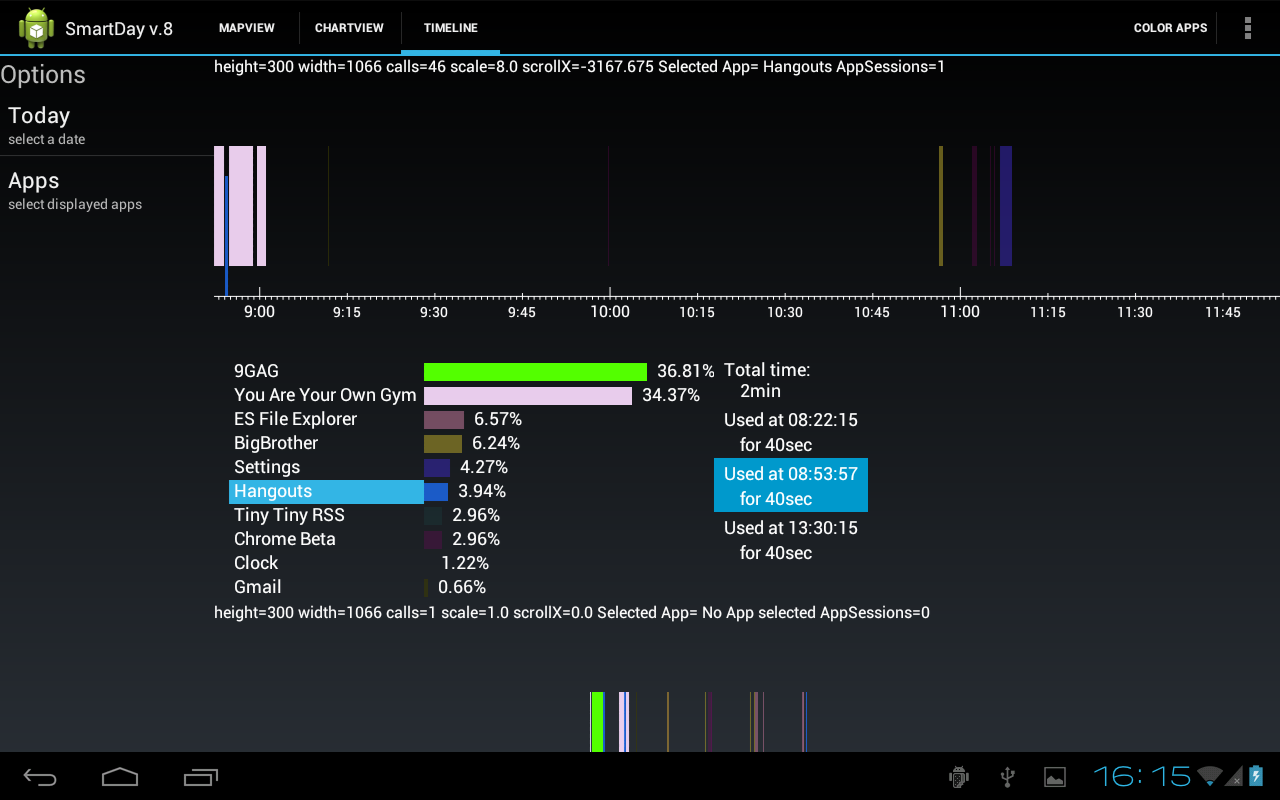 SmartDay v.8 MAPVIEW CHARTVIEW TIMELINE COLOR APPS
Options
height=300 width=1066 calls=46 scale=8.0 scrollX=-3167.675 Selected App= Hangouts AppSessions=1
Today
select a date
Apps
select displayed apps
9:00 9:15 9:30 9:45 10:00 10:15 10:30 10:45 11:00 11:15 11:30 11:45
9GAG 36.81%
You Are Your Own Gym 34.37%
ES File Explorer 6.57%
BigBrother 6.24%
Settings 4.27%
Hangouts 3.94%
Tiny Tiny RSS 2.96%
Chrome Beta 2.96%
Clock 1.22%
Gmail 0.66%
Total time:
2min
Used at 08:22:15
for 40sec
Used at 08:53:57
for 40sec
Used at 13:30:15
for 40sec
height=300 width=1066 calls=1 scale=1.0 scrollX=0.0 Selected App= No App selected AppSessions=0
16:15